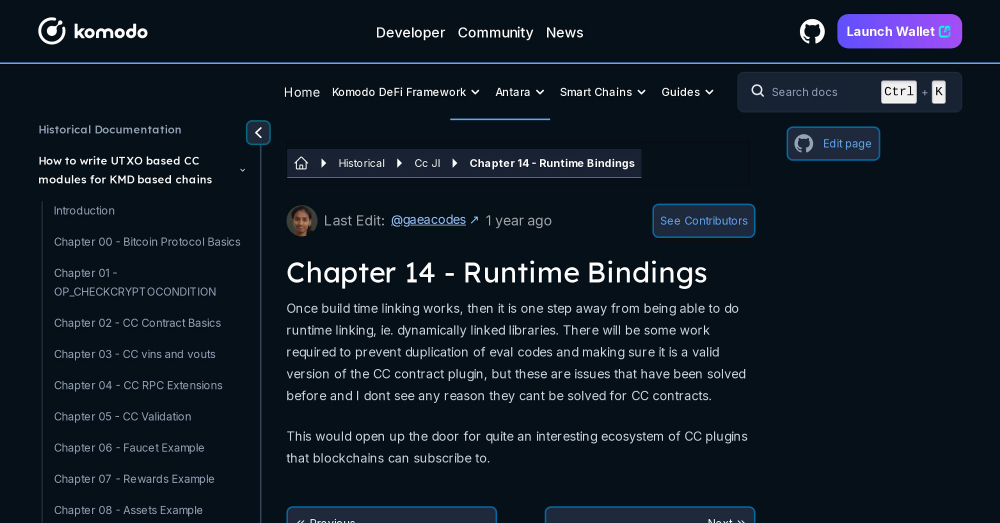 komodo
Developer Community News
Launch Wallet
Home Komodo DeFi Framework Antara Smart Chains Guides
Search docs Ctrl + K
Historical Documentation
How to write UTXO based CC
modules for KMD based chains
Introduction
Chapter 00 - Bitcoin Protocol Basics
Chapter 01 -
OP_CHECKCRYPTOCONDITION
Chapter 02 - CC Contract Basics
Chapter 03 - CC vins and vouts
Chapter 04 - CC RPC Extensions
Chapter 05 - CC Validation
Chapter 06 - Faucet Example
Chapter 07 - Rewards Example
Chapter 08 - Assets Example
Historical Cc Jl Chapter 14 - Runtime Bindings
Edit page
Last Edit: @gaeacodes ↗ 1 year ago
See Contributors
Chapter 14 - Runtime Bindings
Once build time linking works, then it is one step away from being able to do
runtime linking, ie. dynamically linked libraries. There will be some work
required to prevent duplication of eval codes and making sure it is a valid
version of the CC contract plugin, but these are issues that have been solved
before and I dont see any reason they cant be solved for CC contracts.
This would open up the door for quite an interesting ecosystem of CC plugins
that blockchains can subscribe to.
« Previous
Next »